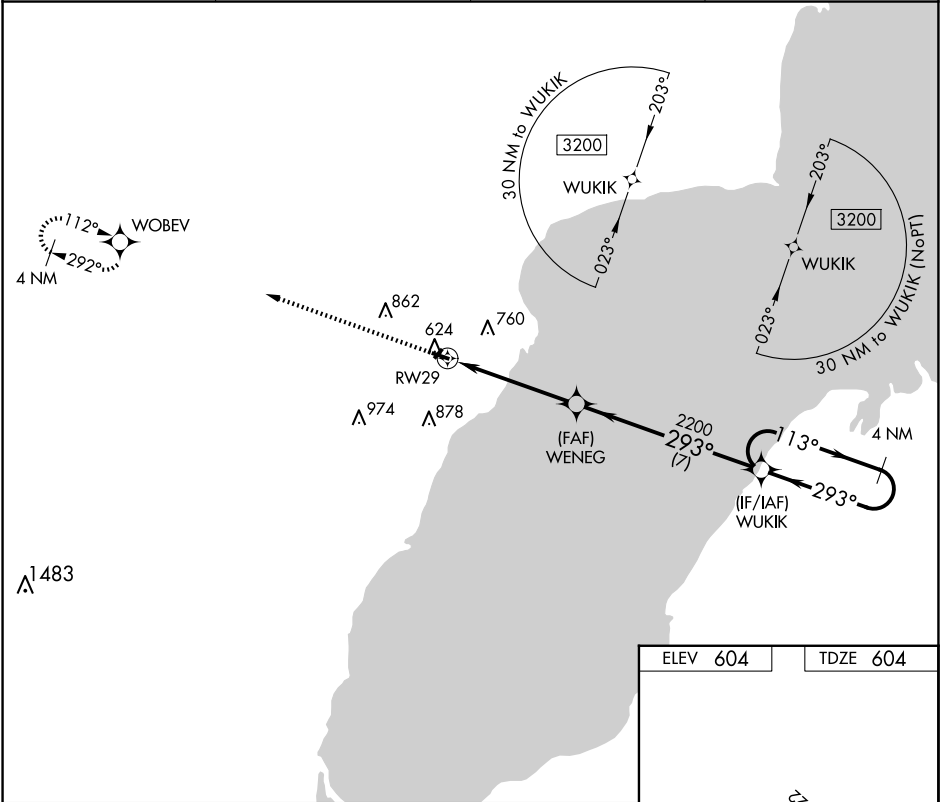 30 NM to WUKIK
3200
203°
WUKIK
023°
203°
3200
WUKIK
023°
30 NM to WUKIK (NoPT)
WOBEV
112°
292°
4 NM
862
760
624
RW29
974
878
(FAF)
WENEG
2200
293°
(7)
113°
4 NM
293°
(IF/IAF)
WUKIK
1483
ELEV 604
TDZE 604
22